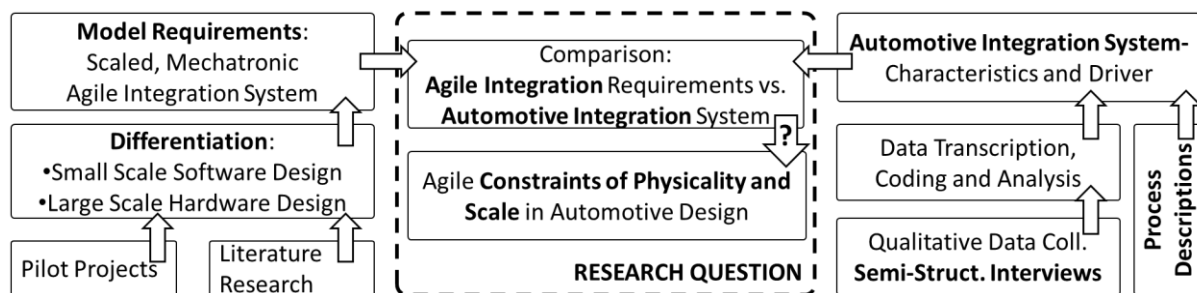 Model Requirements:
Scaled, Mechatronic
Agile Integration System
Differentiation:
•Small Scale Software Design
•Large Scale Hardware Design
Pilot Projects
Literature
Research
Comparison:
Agile Integration Requirements vs.
Automotive Integration System
?
Agile Constraints of Physicality and
Scale in Automotive Design
RESEARCH QUESTION
Automotive Integration System-
Characteristics and Driver
Data Transcription,
Coding and Analysis
Qualitative Data Coll.
Semi-Struct. Interviews
Process
Descriptions